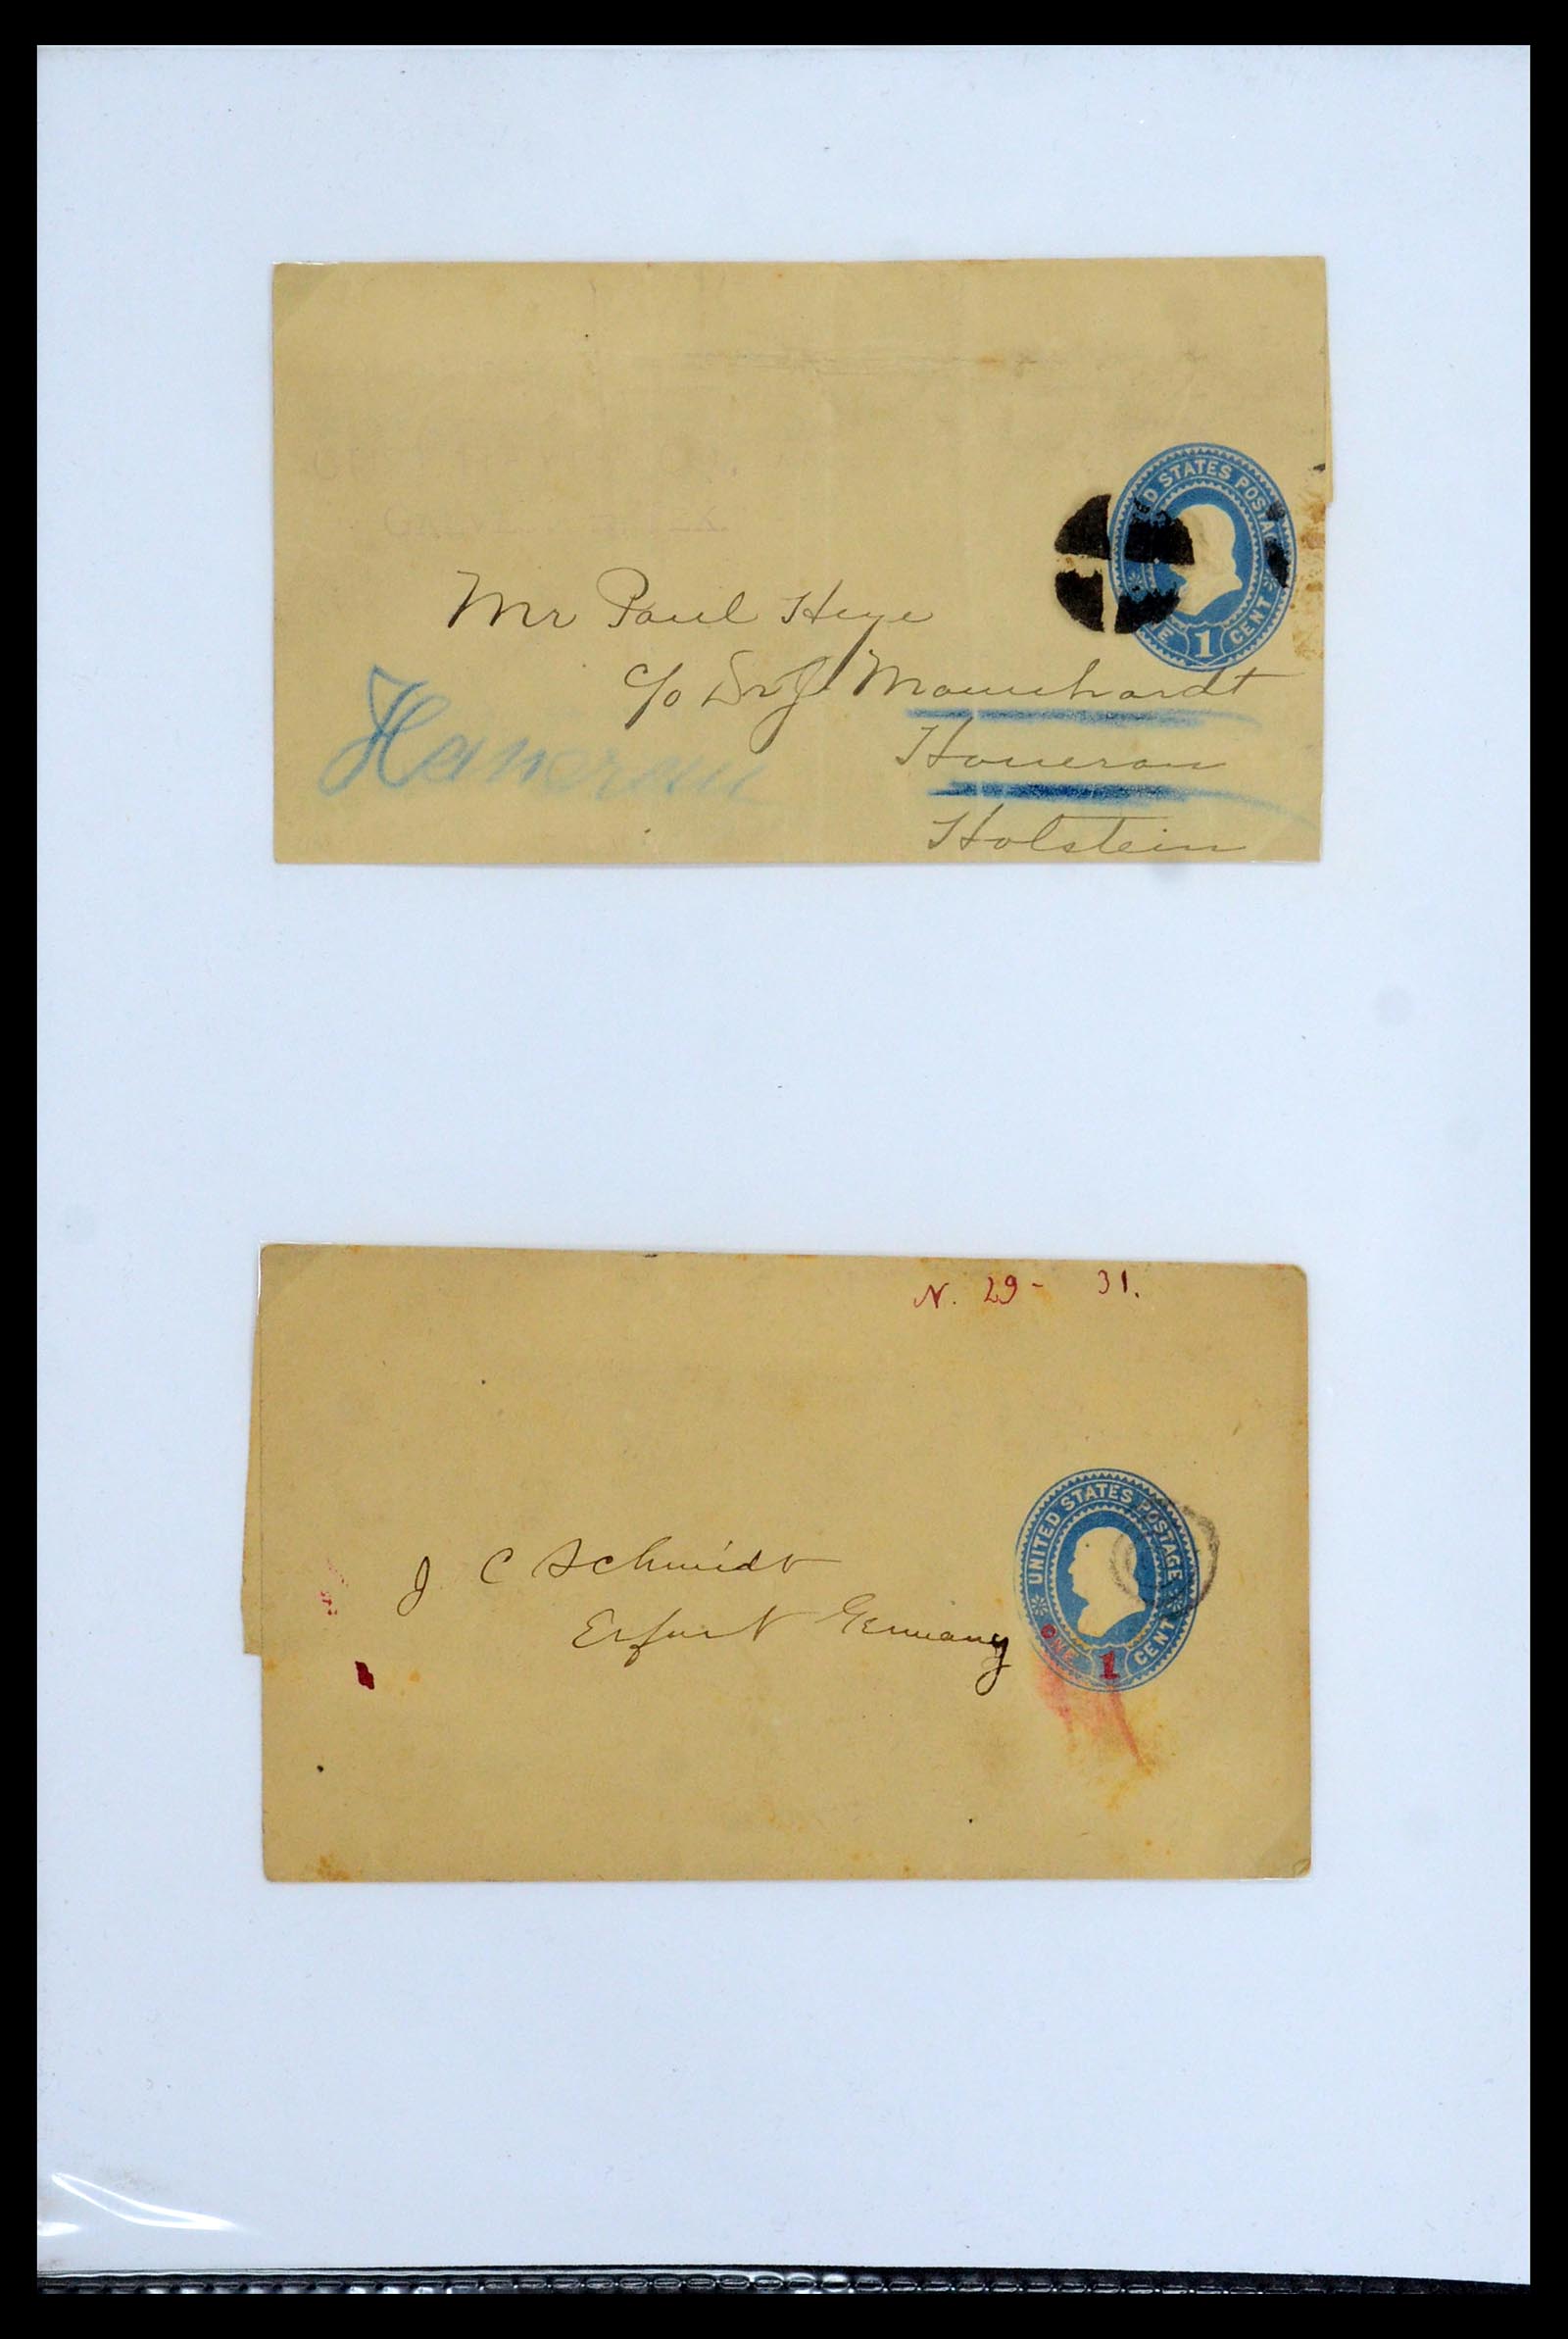 UNITED STATES POSTAGE
ONE 1 CENT
Mr Paul Heye
c/o Dr J Mannhardt
Hanerau
Hanerau
Holstein
N. 29 - 31.
UNITED STATES POSTAGE
ONE 1 CENT
J C Schmidt
Erfurt Germany